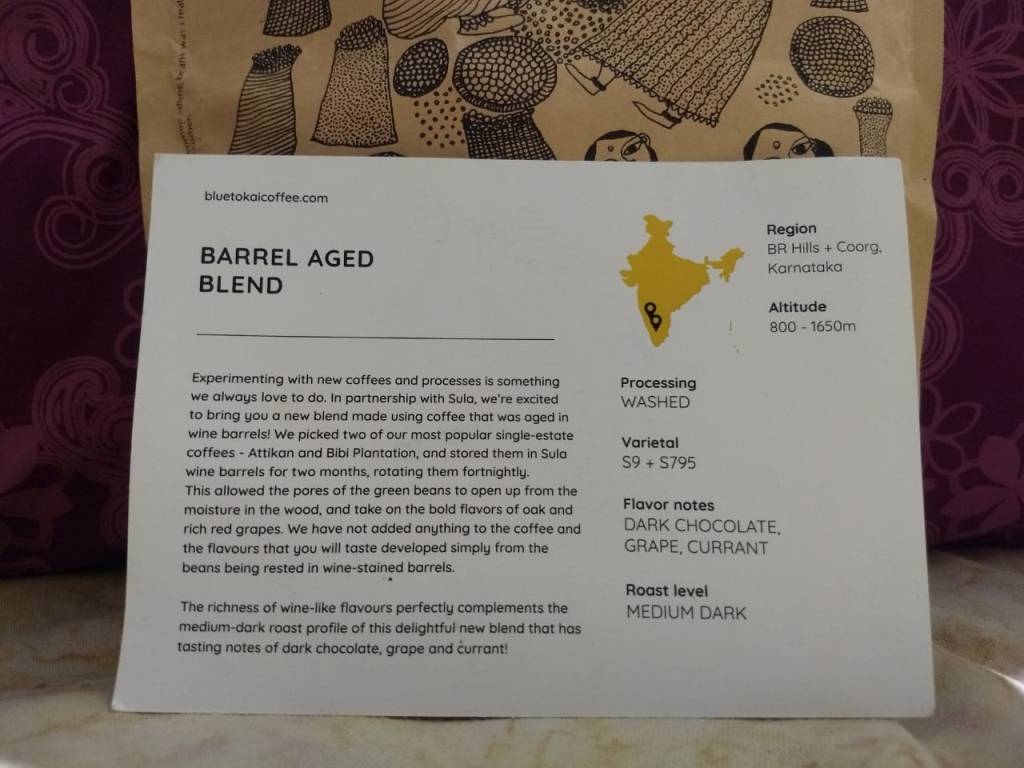 bluetokaicoffee.com
BARREL AGED
BLEND
Experimenting with new coffees and processes is something
we always love to do. In partnership with Sula, we're excited
to bring you a new blend made using coffee that was aged in
wine barrels! We picked two of our most popular single-estate
coffees - Attikan and Bibi Plantation, and stored them in Sula
wine barrels for two months, rotating them fortnightly.
This allowed the pores of the green beans to open up from the
moisture in the wood, and take on the bold flavors of oak and
rich red grapes. We have not added anything to the coffee and
the flavours that you will taste developed simply from the
beans being rested in wine-stained barrels.
The richness of wine-like flavours perfectly complements the
medium-dark roast profile of this delightful new blend that has
tasting notes of dark chocolate, grape and currant!
Region
BR Hills + Coorg,
Karnataka
Altitude
800 - 1650m
Processing
WASHED
Varietal
S9 + S795
Flavor notes
DARK CHOCOLATE,
GRAPE, CURRANT
Roast level
MEDIUM DARK